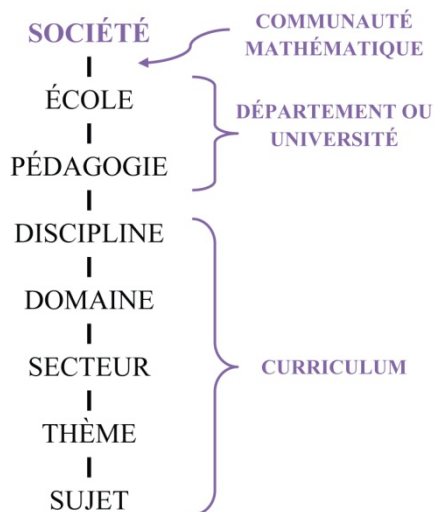 SOCIÉTÉ
COMMUNAUTÉ
MATHÉMATIQUE
ÉCOLE
PÉDAGOGIE
DÉPARTEMENT OU
UNIVERSITÉ
DISCIPLINE
DOMAINE
SECTEUR
THÈME
SUJET
CURRICULUM